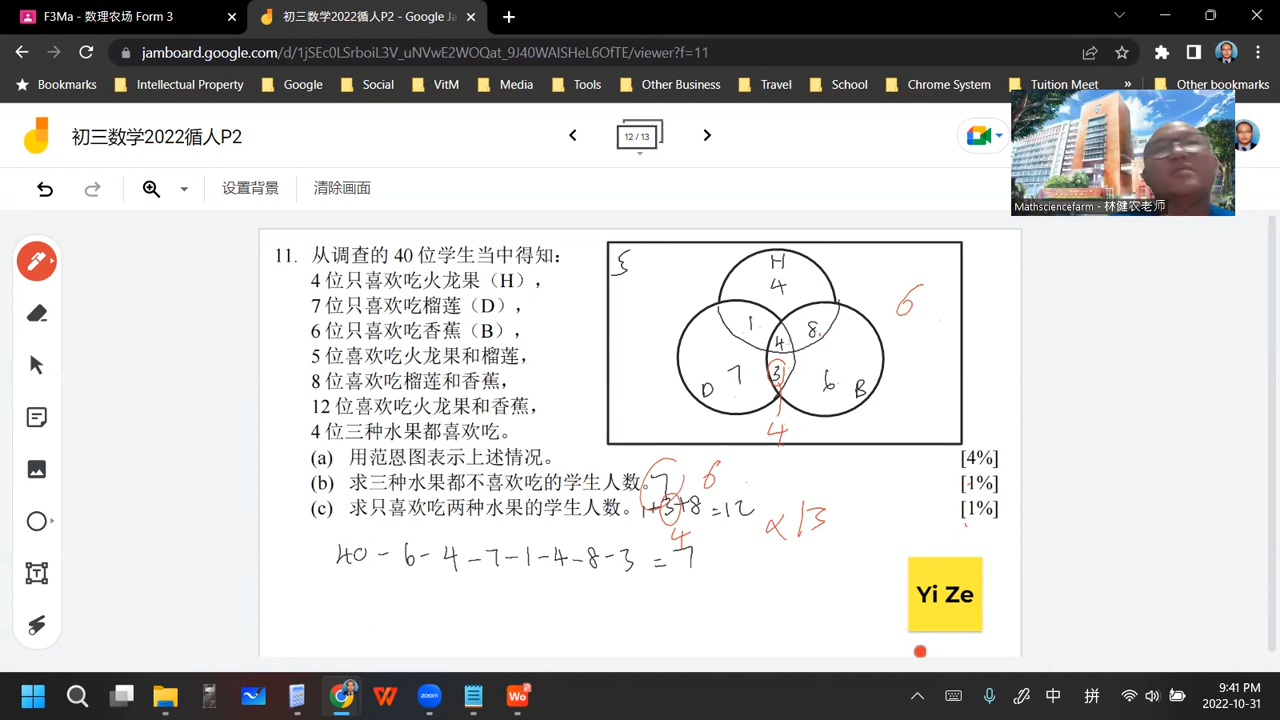 F3Ma - 数理农场 Form 3
初三数学2022循人P2 - Google Ja
jamboard.google.com/d/1jSEc0LSrboiL3V_uNVwE2WOQat_9J40WAISHeL6OfTE/viewer?f=11
Bookmarks Intellectual Property Google Social VitM Media Tools Other Business Travel School Chrome System Tuition Meet » Other bookmarks
初三数学2022循人P2
12 / 13
设置背景 清除画面
Mathsciencefarm - 林健农老师
11. 从调查的 40 位学生当中得知:
4 位只喜欢吃火龙果（H），
7 位只喜欢吃榴莲（D），
6 位只喜欢吃香蕉（B），
5 位喜欢吃火龙果和榴莲，
8 位喜欢吃榴莲和香蕉，
12 位喜欢吃火龙果和香蕉，
4 位三种水果都喜欢吃。
ξ
H
4
6
1 8
4
7 3 6
D B
4
(a) 用范恩图表示上述情况。 [4%]
(b) 求三种水果都不喜欢吃的学生人数。7 6 [1%]
(c) 求只喜欢吃两种水果的学生人数。1+3+8=12 [1%]
4 ∝13
40-6-4-7-1-4-8-3 = 7
Yi Ze
Wo
zoom
中 拼
9:41 PM
2022-10-31